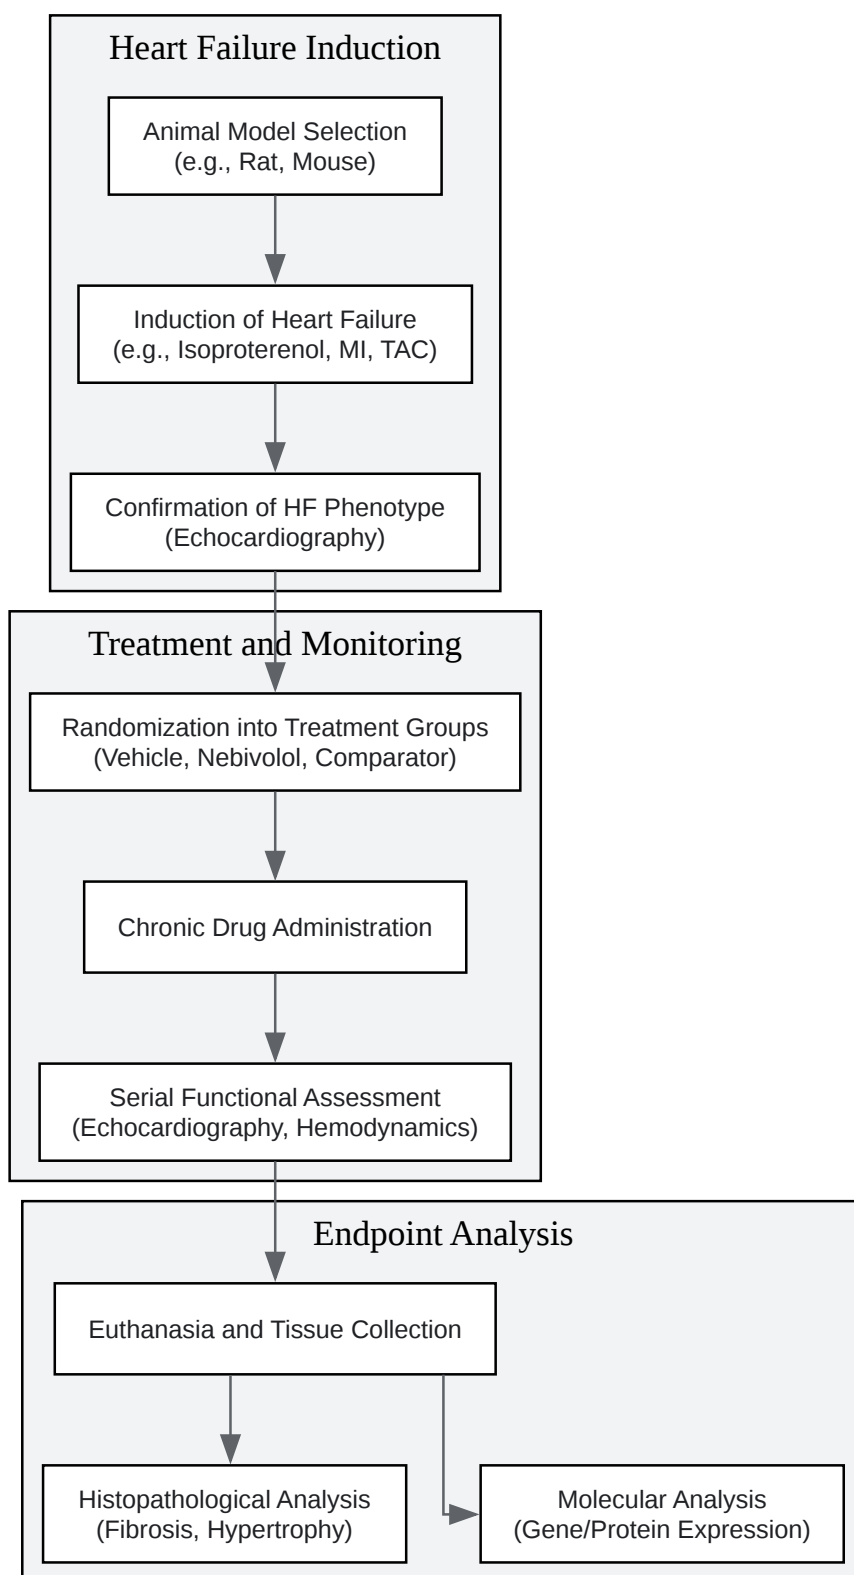 Heart Failure Induction
Animal Model Selection
(e.g., Rat, Mouse)
Induction of Heart Failure
(e.g., Isoproterenol, MI, TAC)
Confirmation of HF Phenotype
(Echocardiography)
Treatment and Monitoring
Randomization into Treatment Groups
(Vehicle, Nebivolol, Comparator)
Chronic Drug Administration
Serial Functional Assessment
(Echocardiography, Hemodynamics)
Endpoint Analysis
Euthanasia and Tissue Collection
Histopathological Analysis
(Fibrosis, Hypertrophy)
Molecular Analysis
(Gene/Protein Expression)